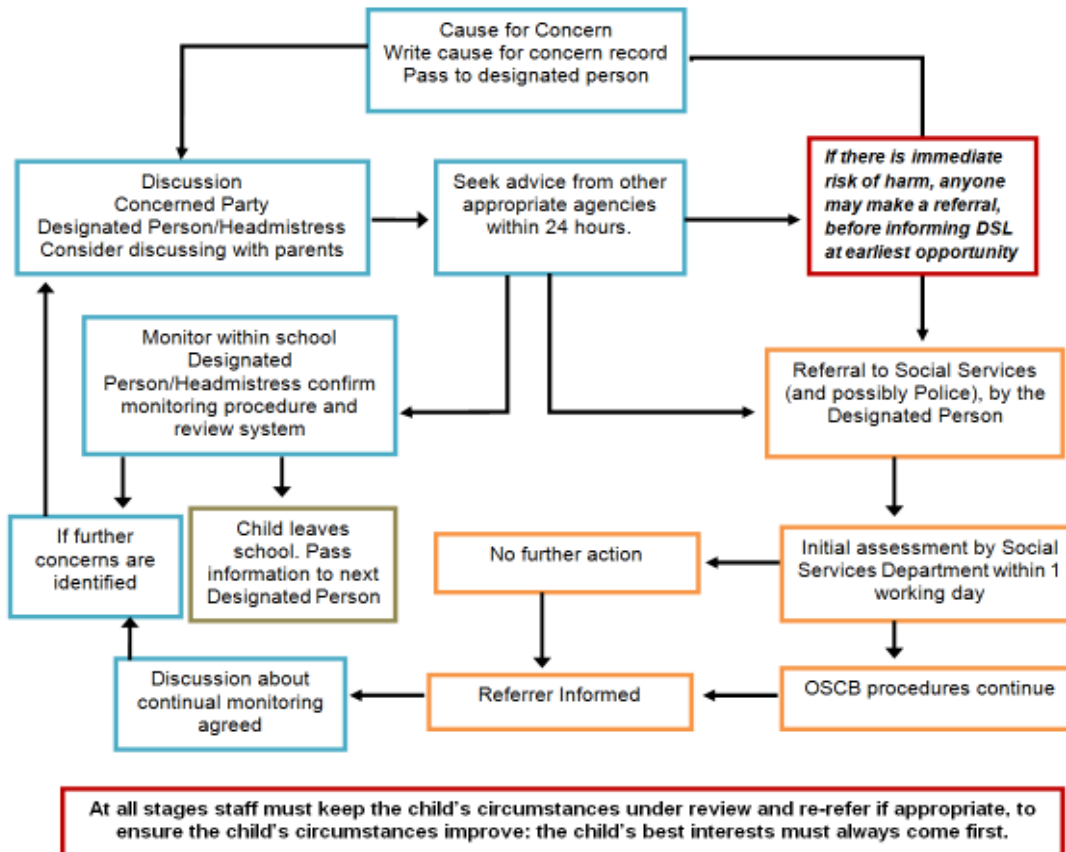 Cause for Concern
Write cause for concern record
Pass to designated person
Discussion
Concerned Party
Designated Person/Headmistress
Consider discussing with parents
Seek advice from other
appropriate agencies
within 24 hours.
If there is immediate
risk of harm, anyone
may make a referral,
before informing DSL
at earliest opportunity
Monitor within school
Designated
Person/Headmistress confirm
monitoring procedure and
review system
Referral to Social Services
(and possibly Police), by the
Designated Person
If further
concerns are
identified
Child leaves
school. Pass
information to next
Designated Person
No further action
Initial assessment by Social
Services Department within 1
working day
Discussion about
continual monitoring
agreed
Referrer Informed
OSCB procedures continue
At all stages staff must keep the child's circumstances under review and re-refer if appropriate, to
ensure the child's circumstances improve: the child's best interests must always come first.